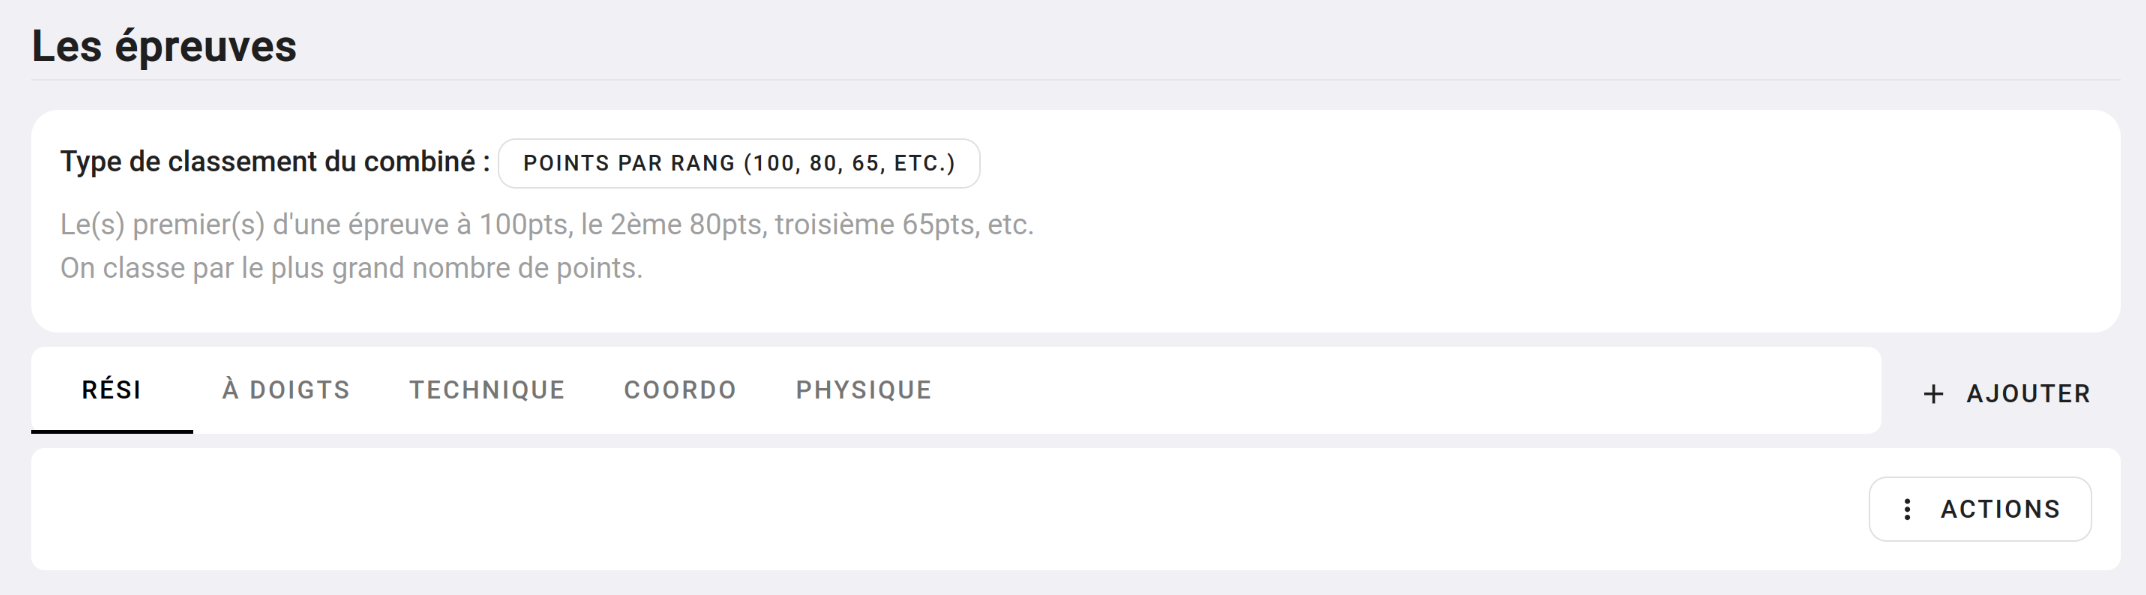 Les épreuves
Type de classement du combiné : POINTS PAR RANG (100, 80, 65, ETC.)
Le(s) premier(s) d'une épreuve à 100pts, le 2ème 80pts, troisième 65pts, etc.
On classe par le plus grand nombre de points.
RÉSI À DOIGTS TECHNIQUE COORDO PHYSIQUE + AJOUTER
ACTIONS